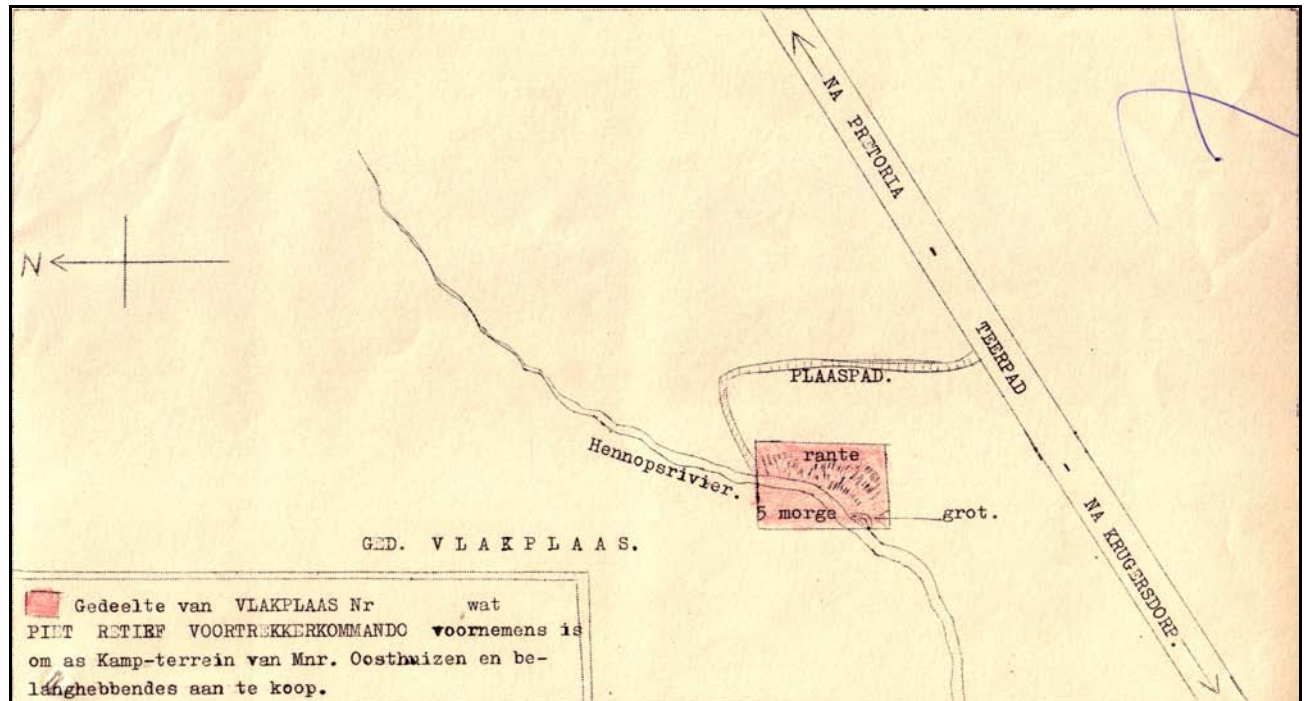 NA PRETORIA - TEERPAD - NA KRUGERSDORP.
N
PLAASPAD.
Hennopsrivier.
rante
5 morge
grot.
GED. VLAKPLAAS.
Gedeelte van VLAKPLAAS Nr wat
PIET RETIEF VOORTREKKERKOMMANDO voornemens is
om as Kamp-terrein van Mnr. Oosthuizen en be-
langhebbendes aan te koop.